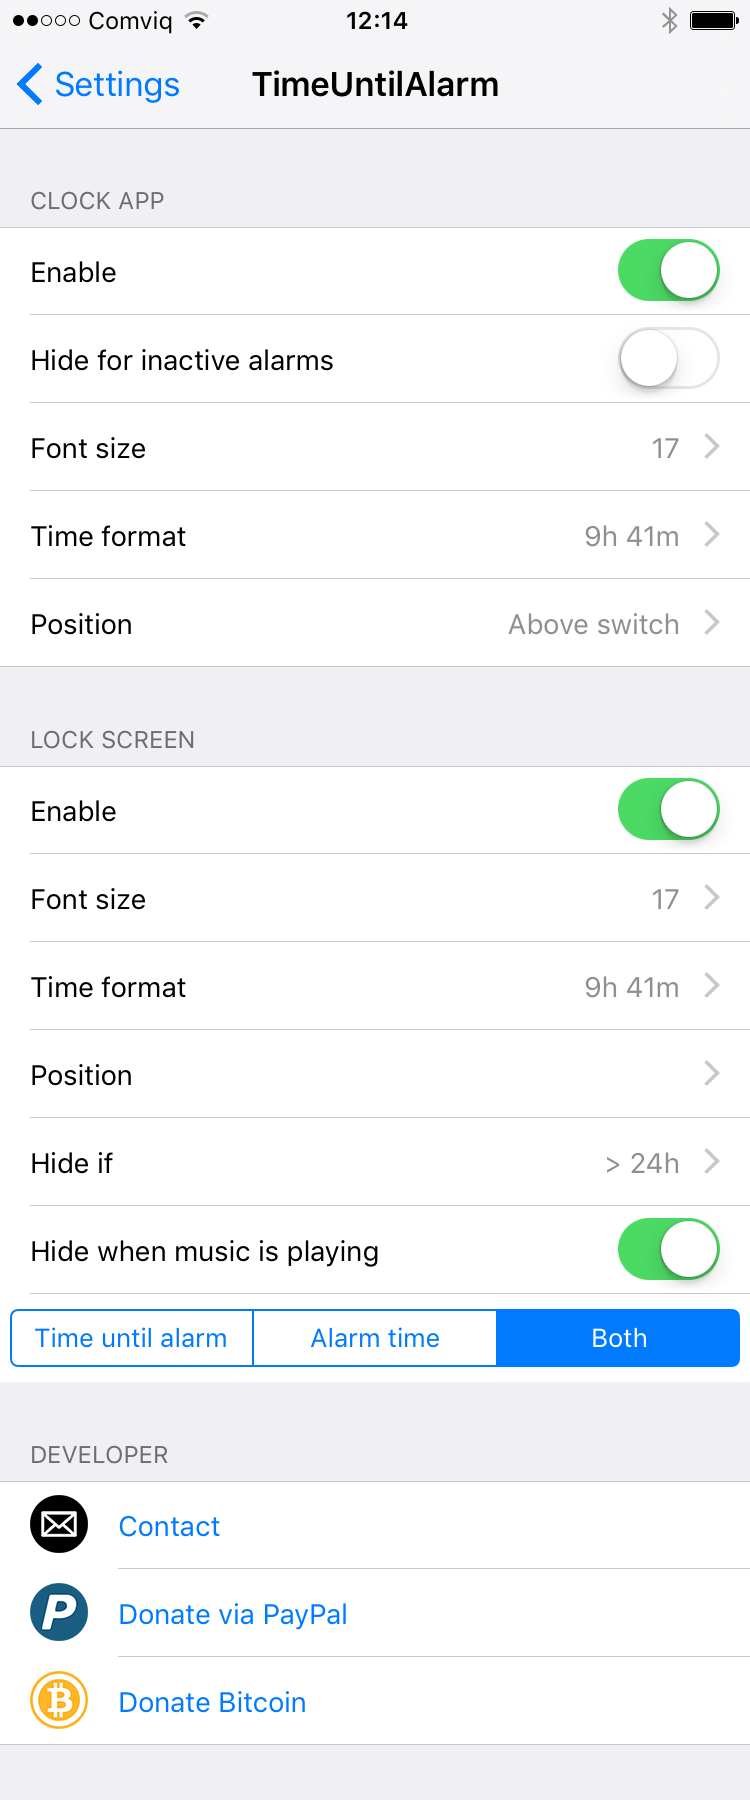 Comviq 12:14
Settings TimeUntilAlarm
CLOCK APP
Enable
Hide for inactive alarms
Font size 17
Time format 9h 41m
Position Above switch
LOCK SCREEN
Enable
Font size 17
Time format 9h 41m
Position
Hide if > 24h
Hide when music is playing
Time until alarm Alarm time Both
DEVELOPER
Contact
Donate via PayPal
Donate Bitcoin